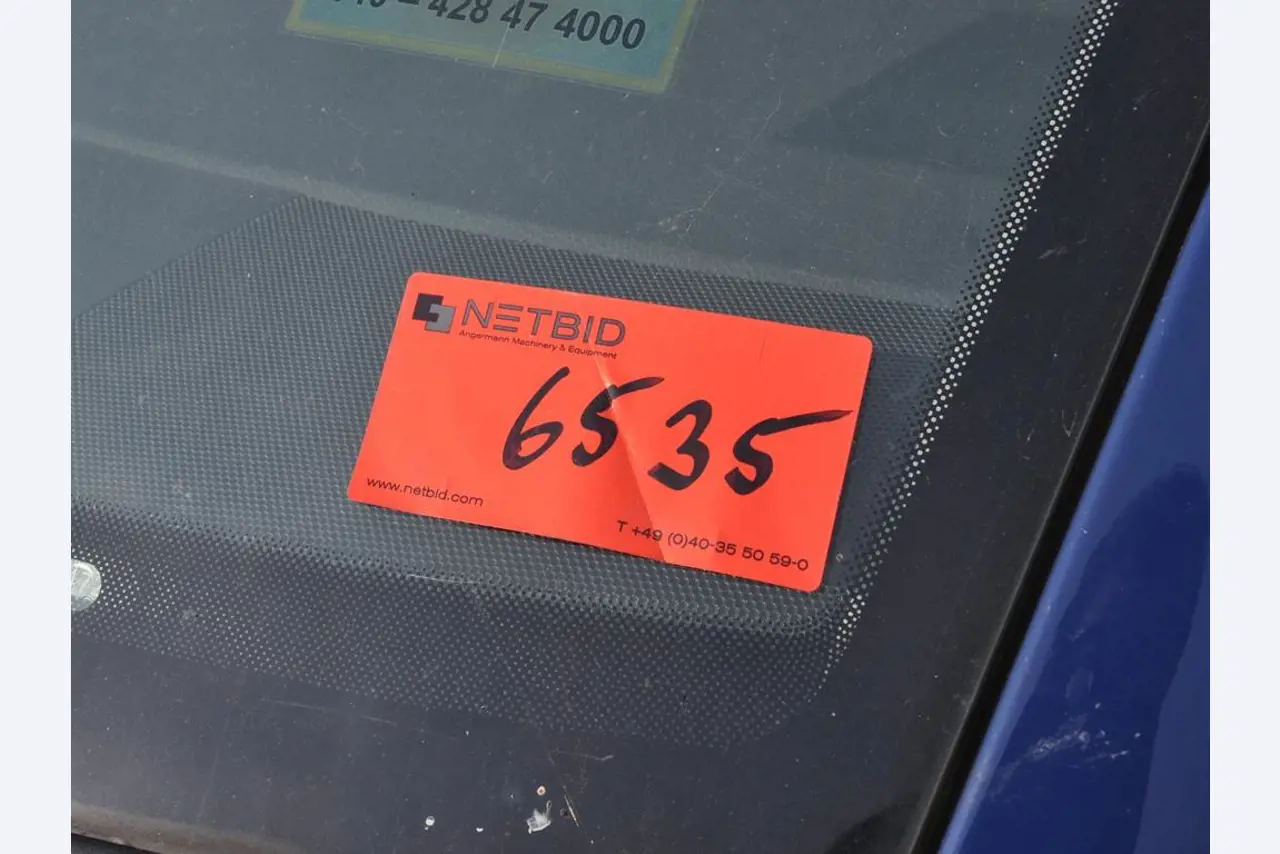 428 47 4000
NETBID
Angermann Machinery & Equipment
6535
www.netbid.com
T +49 (0)40-35 50 59-0